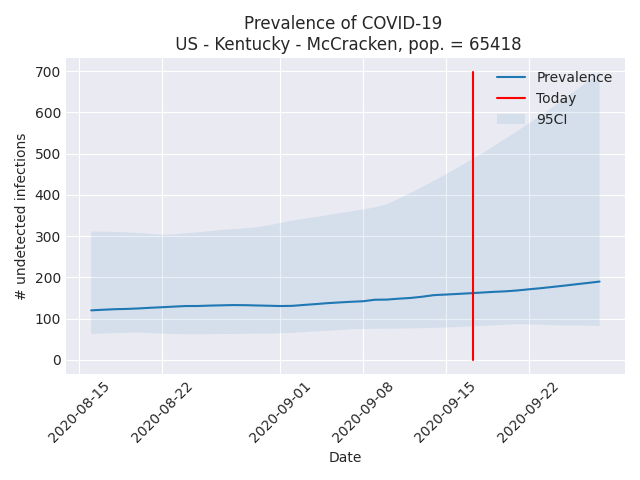 Prevalence of COVID-19
US - Kentucky - McCracken, pop. = 65418
Prevalence
Today
95CI
# undetected infections
700
600
500
400
300
200
100
0
2020-08-15
2020-08-22
2020-09-01
2020-09-08
2020-09-15
2020-09-22
Date